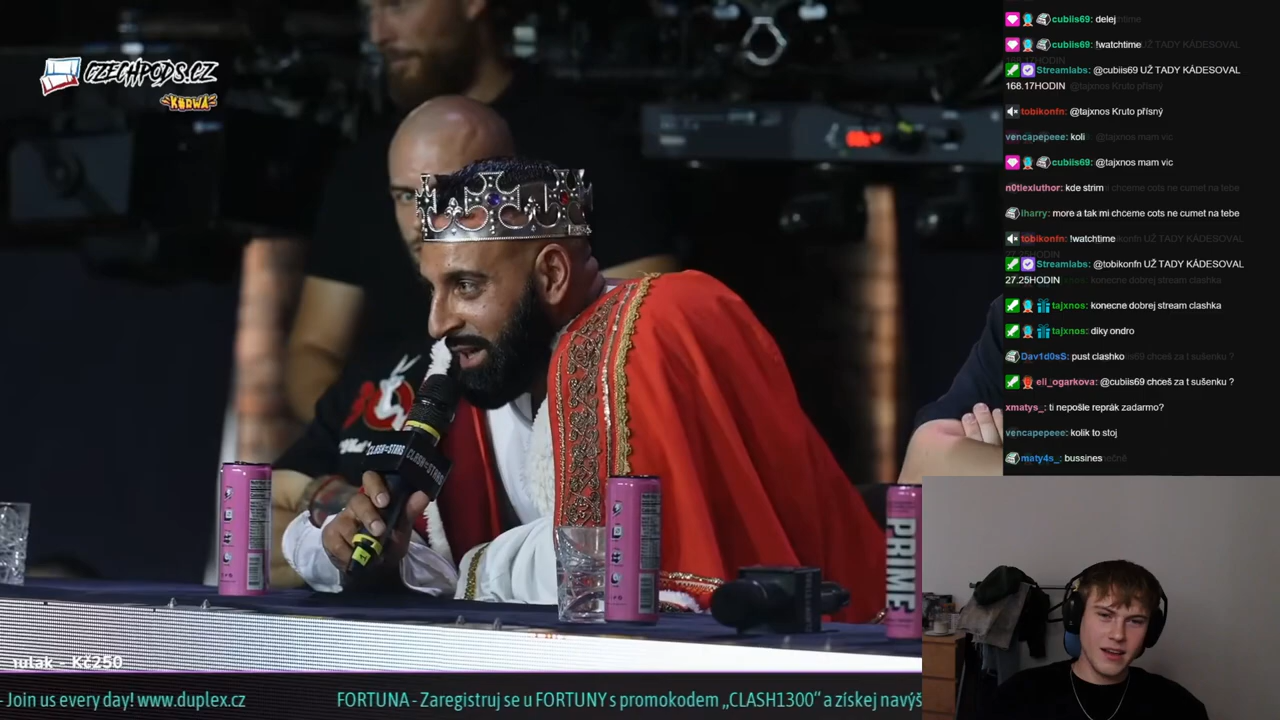 CZECHPODS.CZ
KURWA
CLASH OF STARS
PRIME
Kč250
- Join us every day! www.duplex.cz
FORTUNA - Zaregistruj se u FORTUNY s promokodem „CLASH1300“ a získej navýš
cubiis69: delej
cubiis69: !watchtime
Streamlabs: @cubiis69 UŽ TADY KÁDESOVAL
168.17HODIN
tobikonfn: @tajxnos Kruto přísný
vencapepeee: koli
cubiis69: @tajxnos mam vic
n0tlexluthor: kde strim
lharry: more a tak mi chceme cots ne cumet na tebe
tobikonfn: !watchtime
Streamlabs: @tobikonfn UŽ TADY KÁDESOVAL
27.25HODIN
tajxnos: konecne dobrej stream clashka
tajxnos: diky ondro
Dav1d0sS: pust clashko
eli_ogarkova: @cubiis69 chceš za t sušenku ?
xmatys_: ti nepošle reprák zadarmo?
vencapepeee: kolik to stoj
maty4s_: bussines